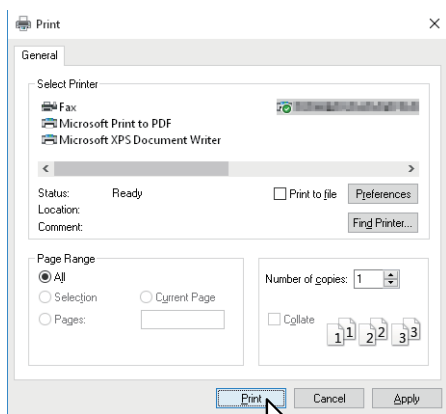 Print
General
Select Printer
Fax
Microsoft Print to PDF
Microsoft XPS Document Writer
Status: Ready
Print to file
Preferences
Location:
Comment:
Find Printer...
Page Range
All
Selection
Current Page
Pages:
Number of copies: 1
Collate
1 1 2 2 3 3
Print
Cancel
Apply